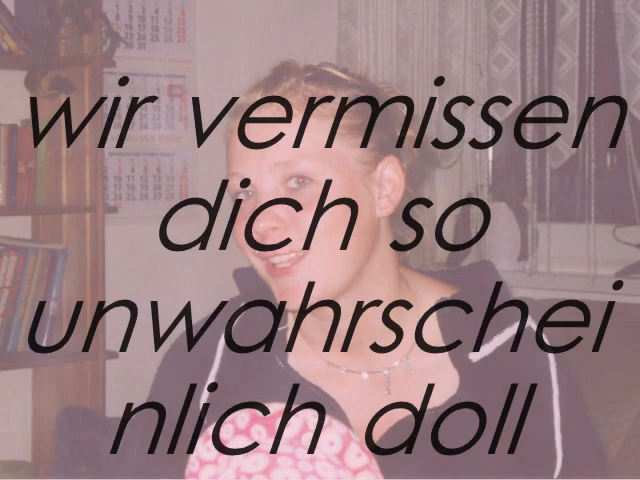 wir vermissen
dich so
unwahrschei
nlich doll